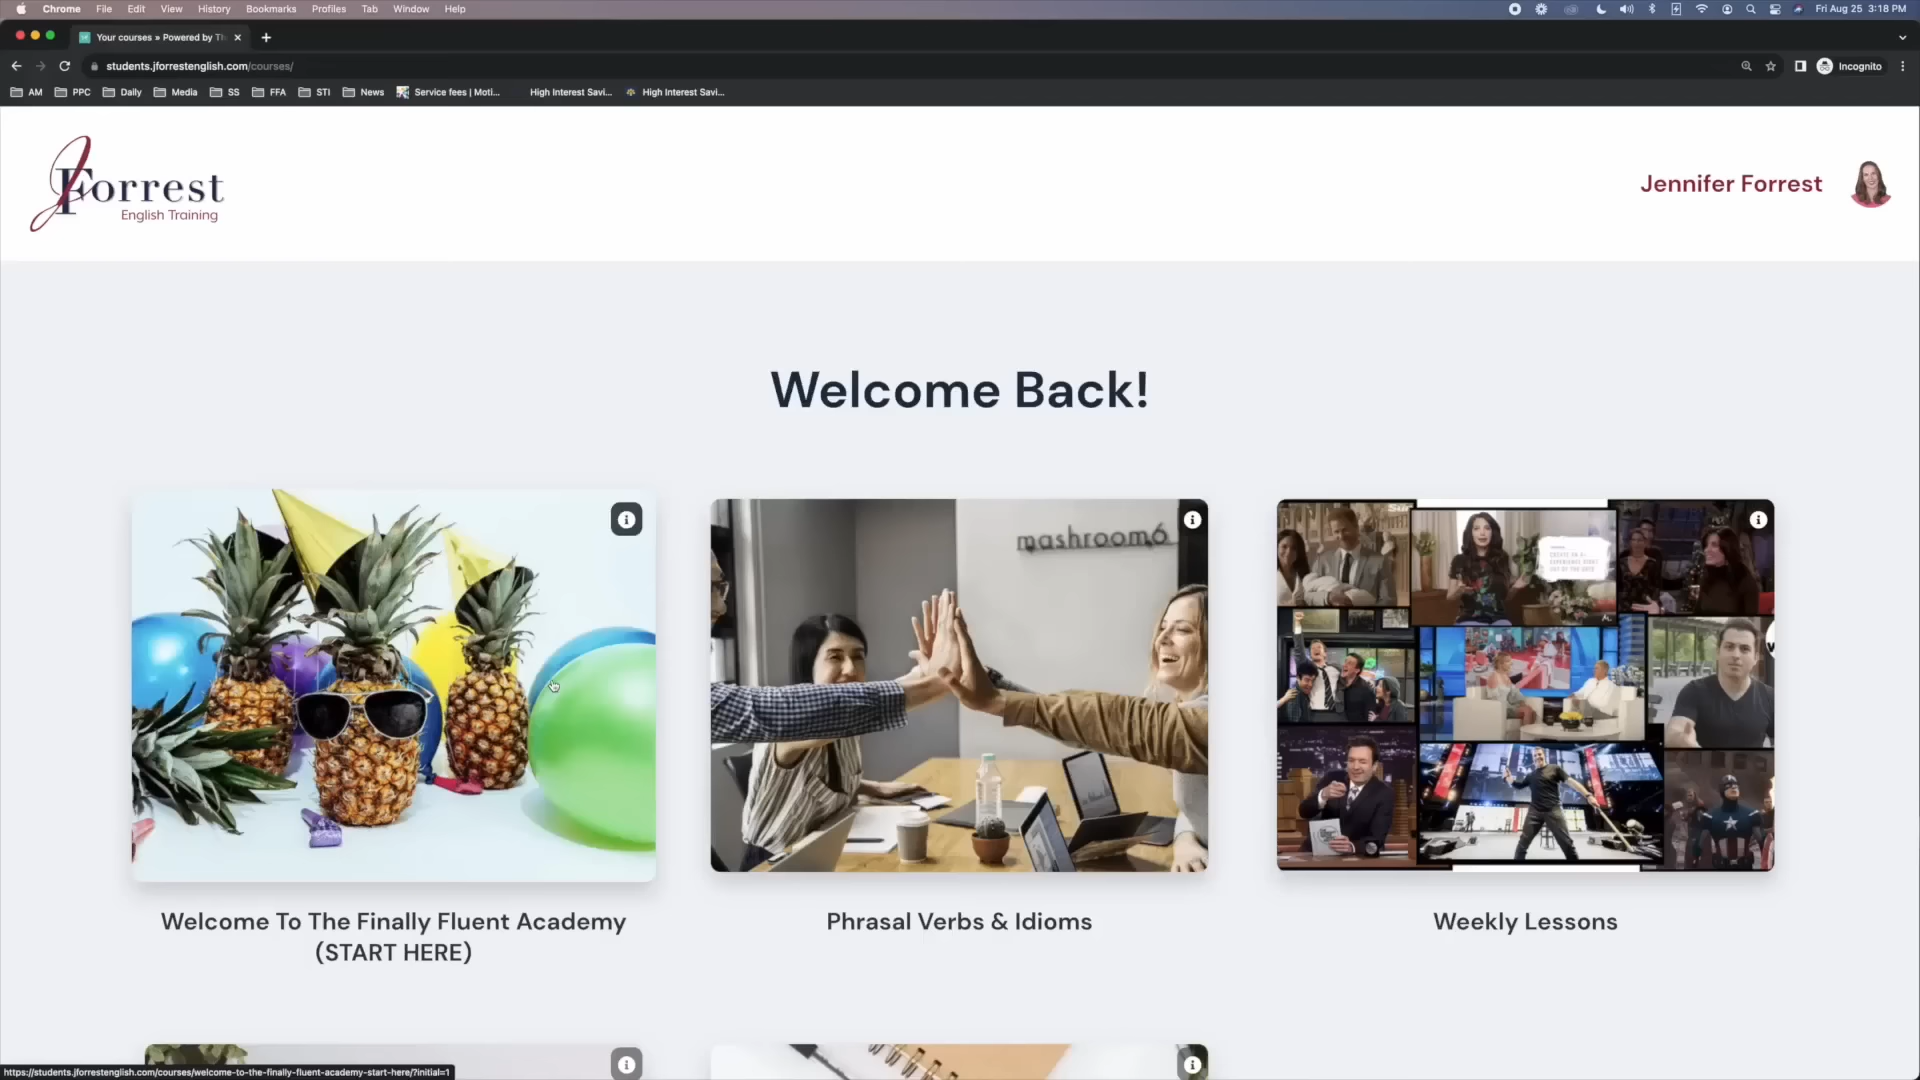 Chrome File Edit View History Bookmarks Profiles Tab Window Help Fri Aug 25 3:18 PM
Your courses » Powered by Th
students.jforrestenglish.com/courses/ Incognito
AM PPC Daily Media SS FFA STI News Service fees | Moti... High Interest Savi... High Interest Savi...
JForrest
English Training
Jennifer Forrest
Welcome Back!
mashroom6
Welcome To The Finally Fluent Academy
(START HERE)
Phrasal Verbs & Idioms
Weekly Lessons
https://students.jforrestenglish.com/courses/welcome-to-the-finally-fluent-academy-start-here/?initial=1